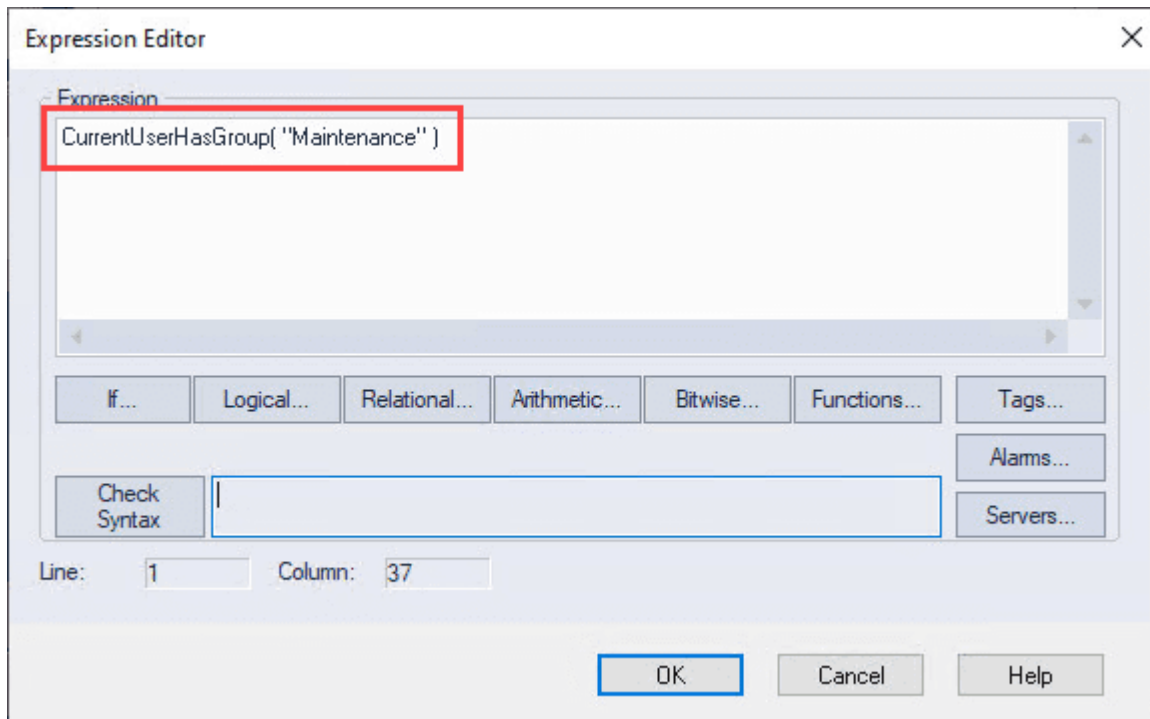 Expression Editor
Expression
CurrentUserHasGroup( "Maintenance" )
If... Logical... Relational... Arithmetic... Bitwise... Functions... Tags...
Alarms...
Check
Syntax
Servers...
Line: 1 Column: 37
OK Cancel Help